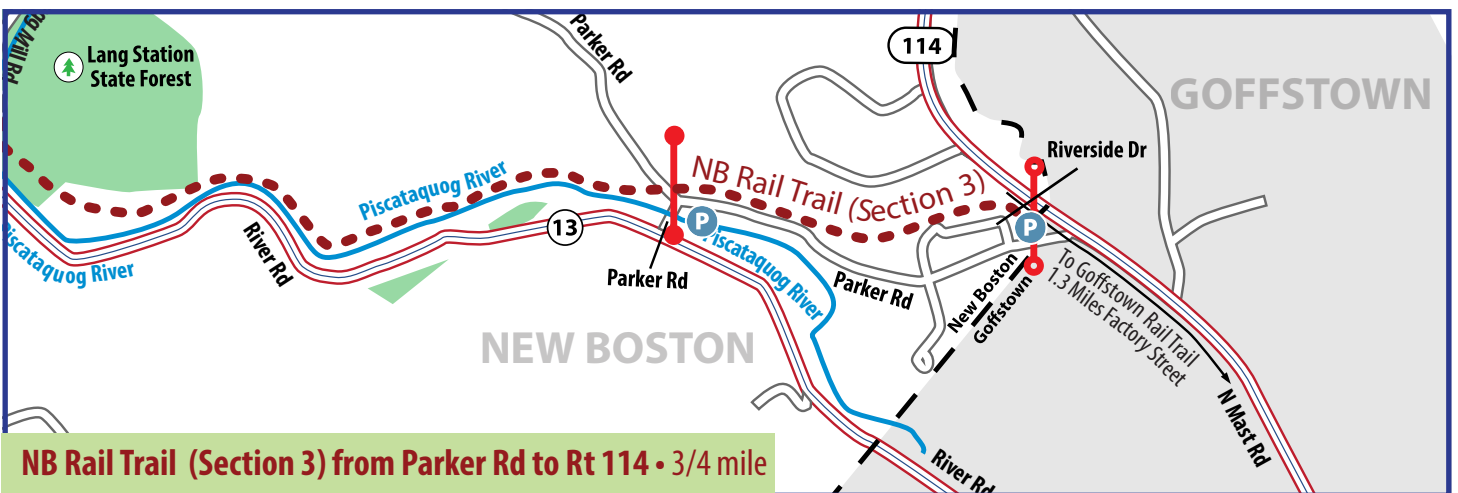 Lang Station
State Forest
Parker Rd
114
GOFFSTOWN
Riverside Dr
NB Rail Trail (Section 3)
Piscataquog River
13
P
P
River Rd
Piscataquog River
Parker Rd
Parker Rd
New Boston
Goffstown
To Goffstown Rail Trail
1.3 Miles Factory Street
NEW BOSTON
N Mast Rd
River Rd
NB Rail Trail (Section 3) from Parker Rd to Rt 114 • 3/4 mile